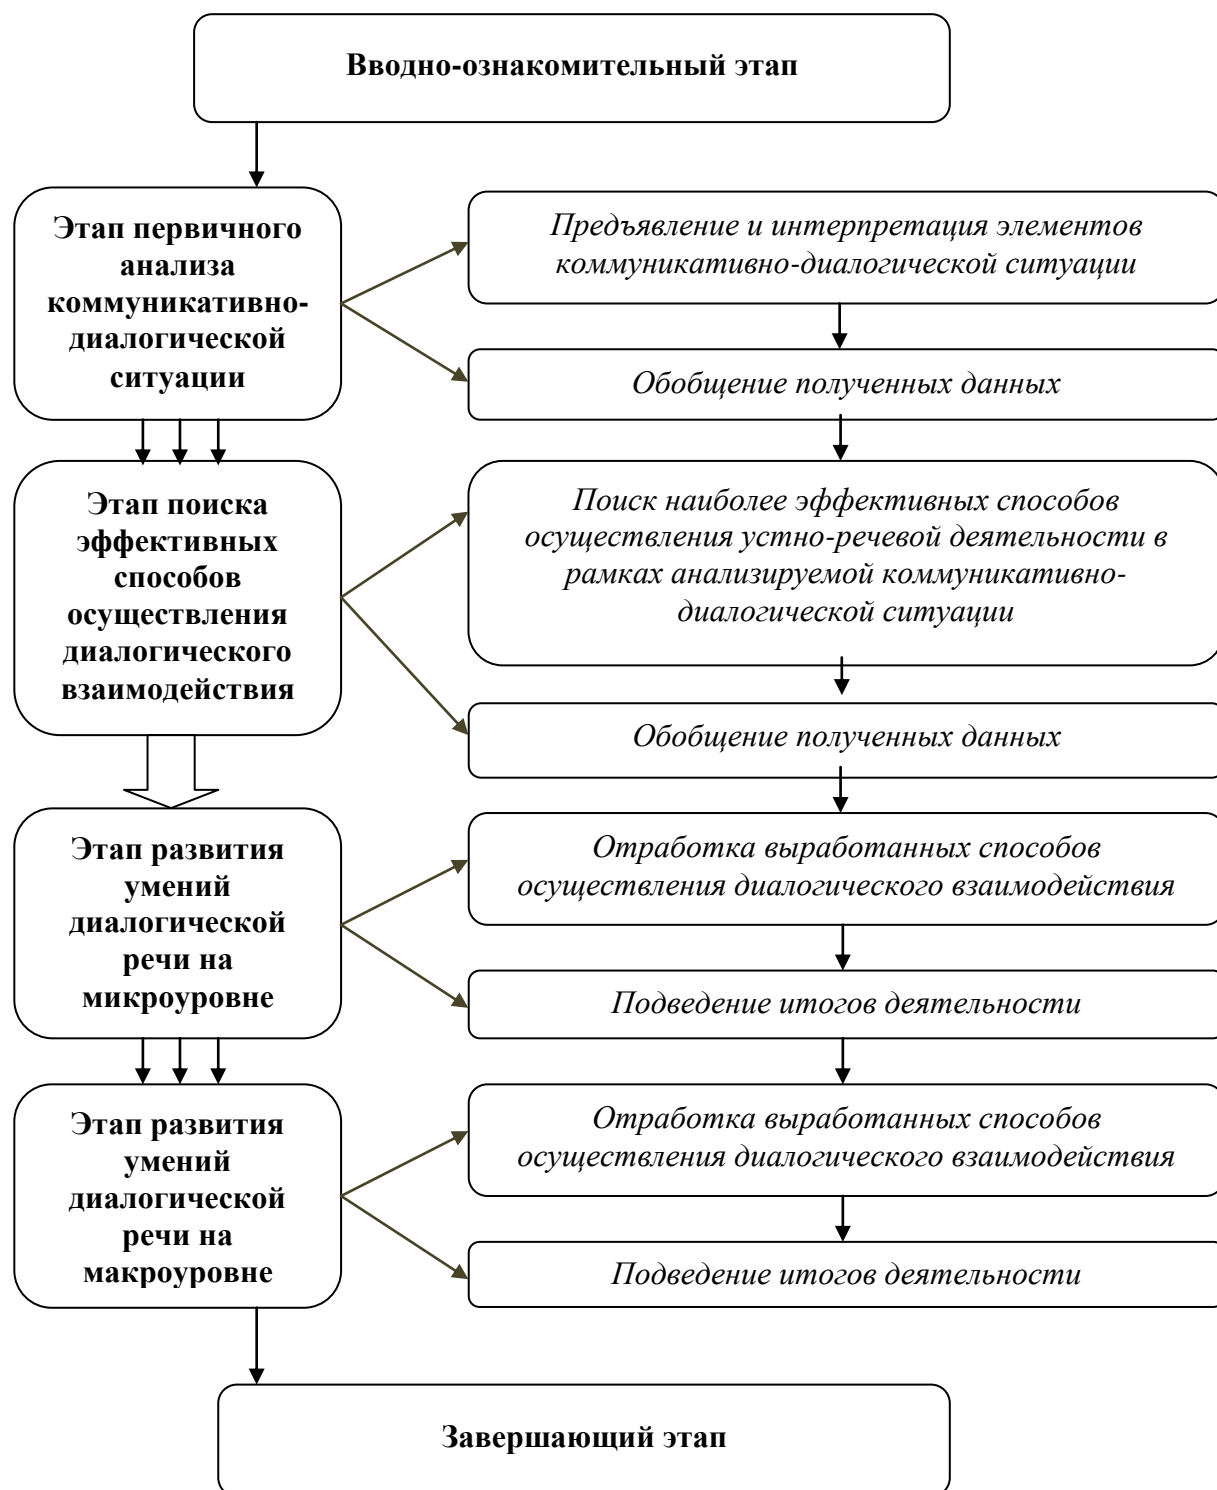 Вводно-ознакомительный этап
Этап первичного
анализа
коммуникативно-
диалогической
ситуации
Предъявление и интерпретация элементов
коммуникативно-диалогической ситуации
Обобщение полученных данных
Этап поиска
эффективных
способов
осуществления
диалогического
взаимодействия
Поиск наиболее эффективных способов
осуществления устно-речевой деятельности в
рамках анализируемой коммуникативно-
диалогической ситуации
Обобщение полученных данных
Этап развития
умений
диалогической
речи на
микроуровне
Отработка выработанных способов
осуществления диалогического взаимодействия
Подведение итогов деятельности
Этап развития
умений
диалогической
речи на
макроуровне
Отработка выработанных способов
осуществления диалогического взаимодействия
Подведение итогов деятельности
Завершающий этап